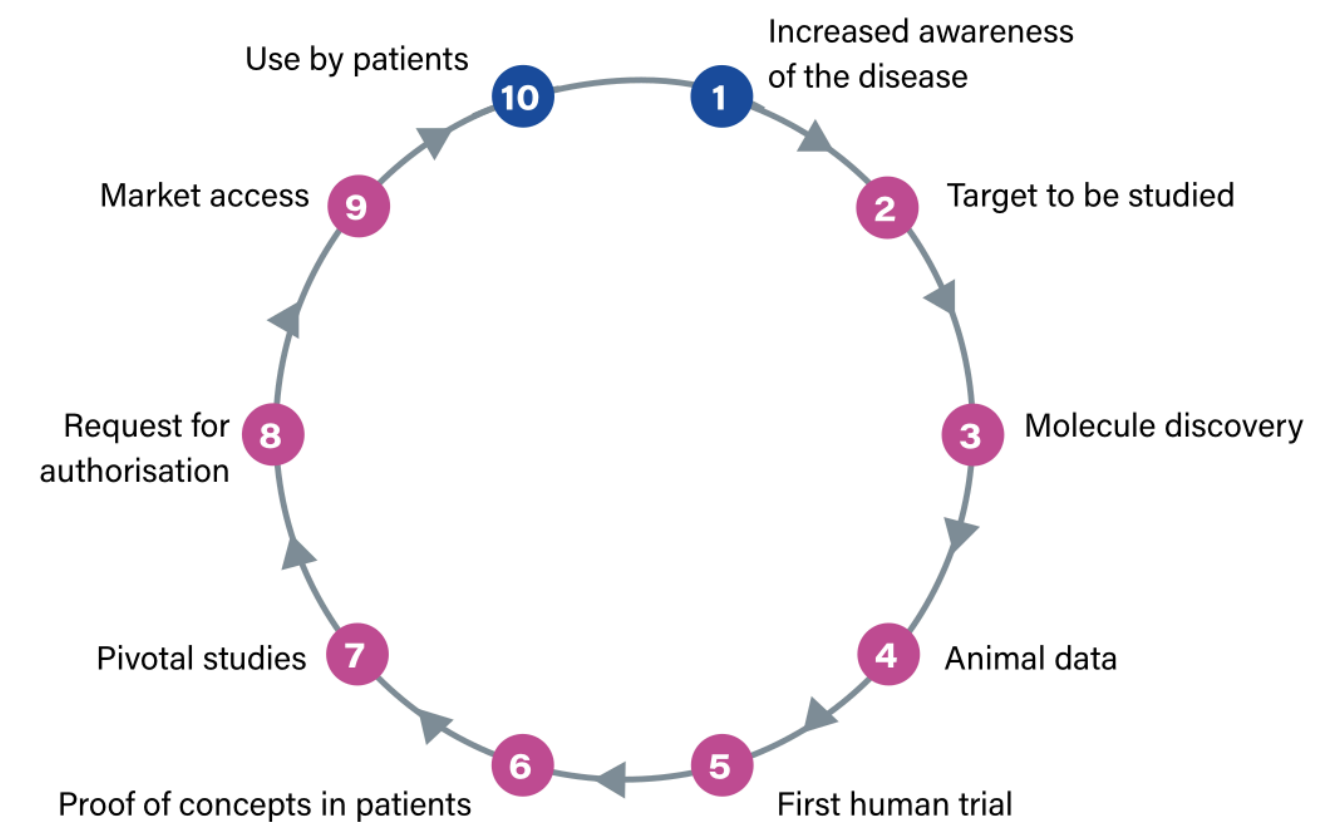 1
Increased awareness
of the disease
2
Target to be studied
3
Molecule discovery
4
Animal data
5
First human trial
6
Proof of concepts in patients
7
Pivotal studies
8
Request for
authorisation
9
Market access
10
Use by patients